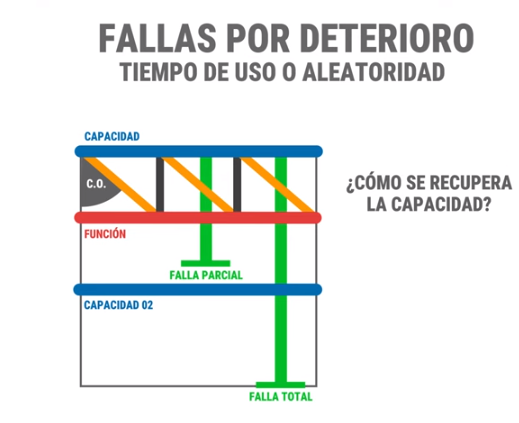 FALLAS POR DETERIORO
TIEMPO DE USO O ALEATORIDAD
CAPACIDAD
C.O.
¿CÓMO SE RECUPERA
LA CAPACIDAD?
FUNCIÓN
FALLA PARCIAL
CAPACIDAD 02
FALLA TOTAL